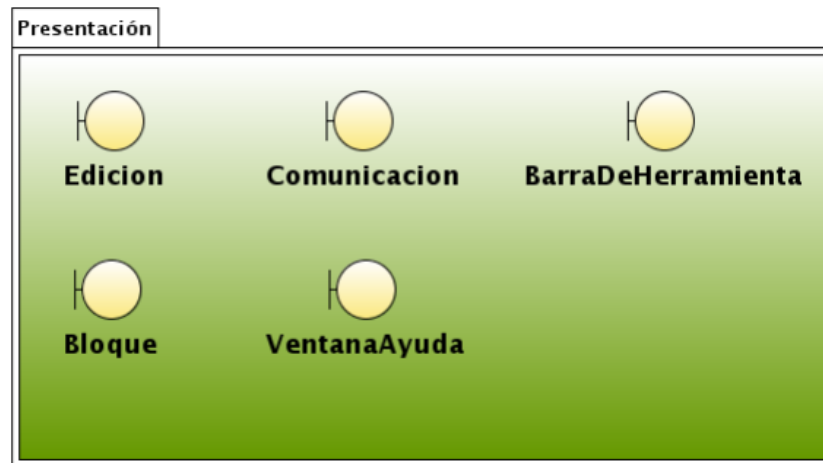 Presentación
Edicion
Comunicacion
BarraDeHerramienta
Bloque
VentanaAyuda